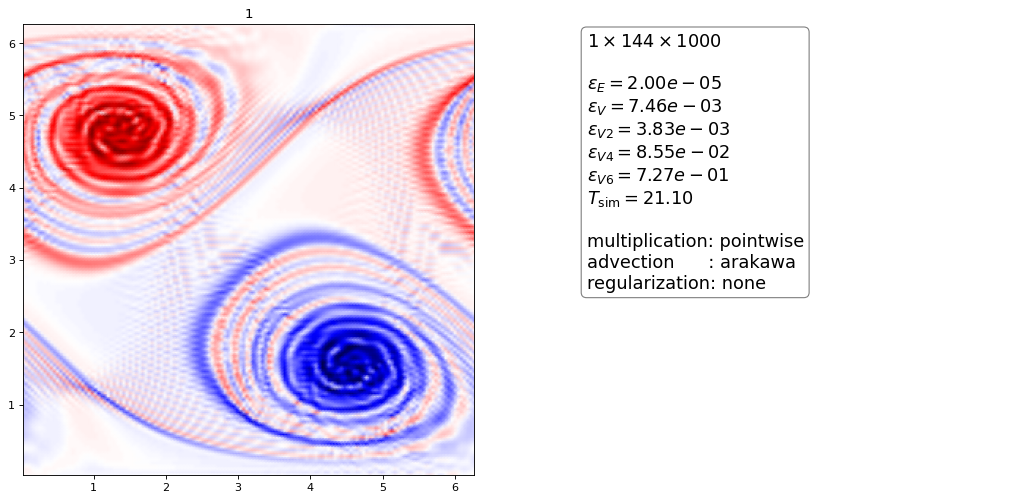 1
6
5
4
3
2
1
1 2 3 4 5 6
1 × 144 × 1000
ε_E = 2.00e − 05
ε_V = 7.46e − 03
ε_V2 = 3.83e − 03
ε_V4 = 8.55e − 02
ε_V6 = 7.27e − 01
T_sim = 21.10
multiplication: pointwise
advection : arakawa
regularization: none